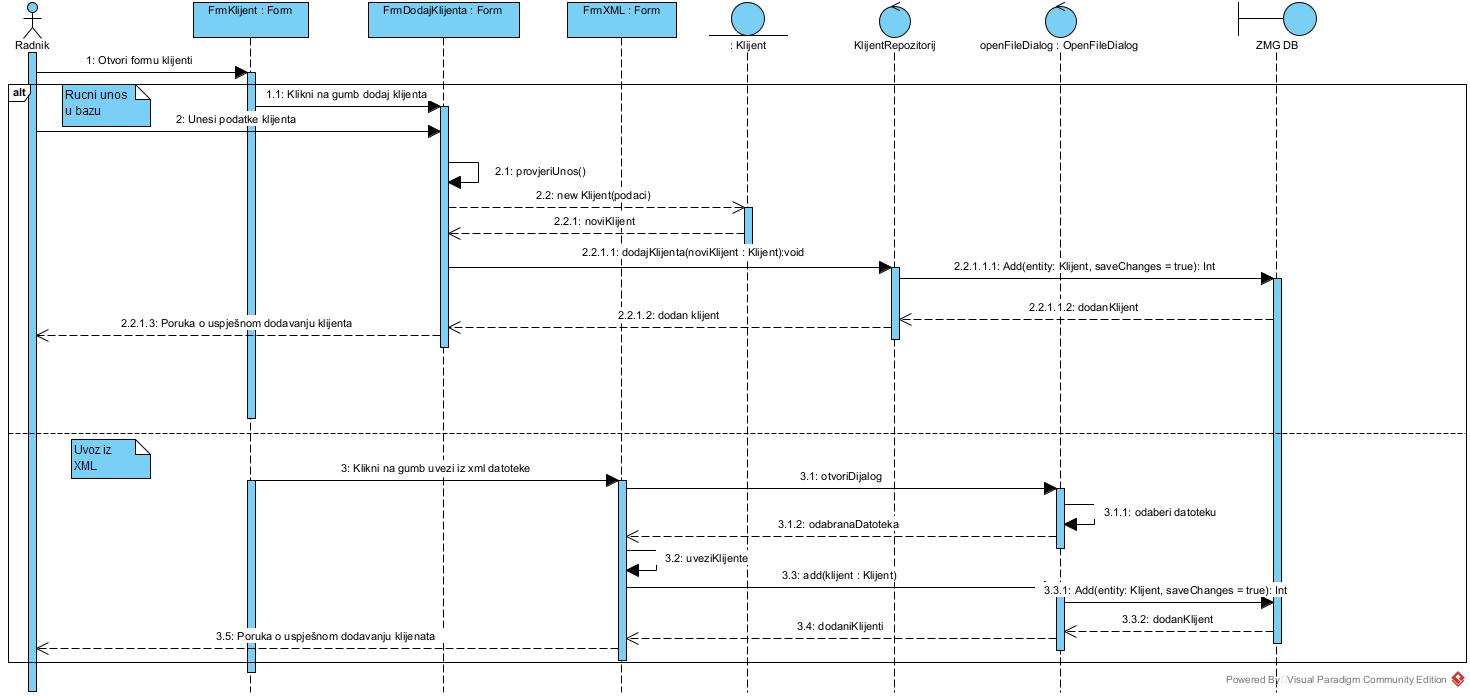 FrmKlijent : Form
FrmDodajKlijenta : Form
FrmXML : Form
Radnik
: Klijent
KlijentRepozitorij
openFileDialog : OpenFileDialog
ZMG DB
1: Otvori formu klijenti
alt
Rucni unos
u bazu
1.1: Klikni na gumb dodaj klijenta
2: Unesi podatke klijenta
2.1: provjeriUnos()
2.2: new Klijent(podaci)
2.2.1: noviKlijent
2.2.1.1: dodajKlijenta(noviKlijent : Klijent):void
2.2.1.1.1: Add(entity: Klijent, saveChanges = true): Int
2.2.1.1.2: dodanKlijent
2.2.1.2: dodan klijent
2.2.1.3: Poruka o uspješnom dodavanju klijenta
Uvoz iz
XML
3: Klikni na gumb uvezi iz xml datoteke
3.1: otvoriDijalog
3.1.1: odaberi datoteku
3.1.2: odabranaDatoteka
3.2: uveziKlijente
3.3: add(klijent : Klijent)
3.3.1: Add(entity: Klijent, saveChanges = true): Int
3.3.2: dodanKlijent
3.4: dodaniKlijenti
3.5: Poruka o uspješnom dodavanju klijenata
Powered By Visual Paradigm Community Edition